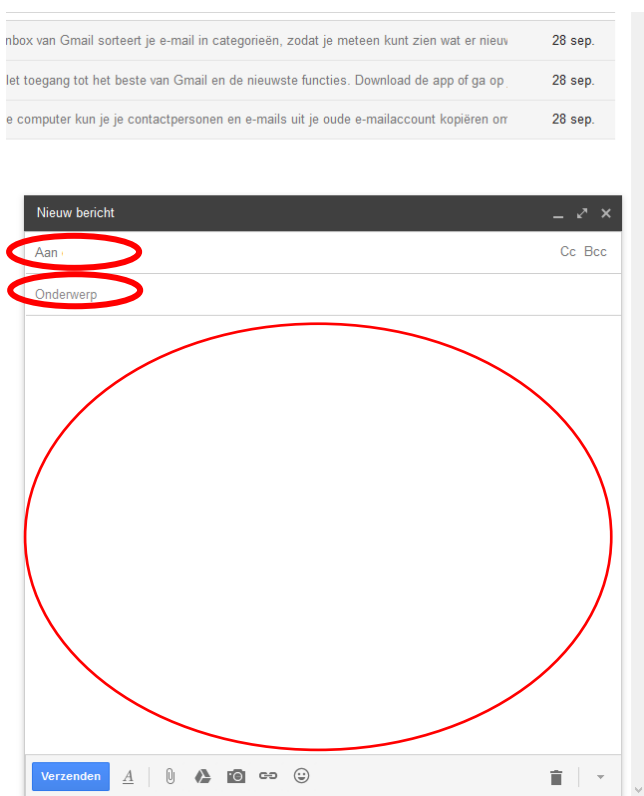 nbox van Gmail sorteert je e-mail in categorieën, zodat je meteen kunt zien wat er nieuw 28 sep.
let toegang tot het beste van Gmail en de nieuwste functies. Download de app of ga op 28 sep.
e computer kun je je contactpersonen en e-mails uit je oude e-mailaccount kopiëren om 28 sep.
Nieuw bericht
Aan Cc Bcc
Onderwerp
Verzenden A